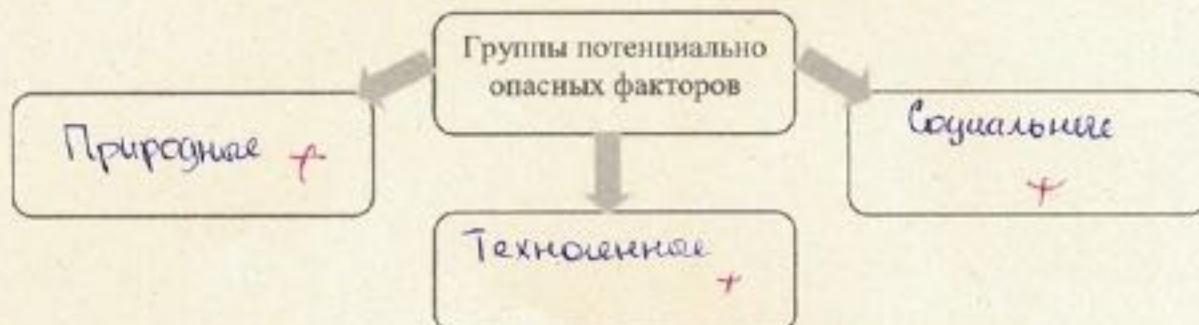 Группы потенциально
опасных факторов
Природные +
Социальные
+
Техногенные
+